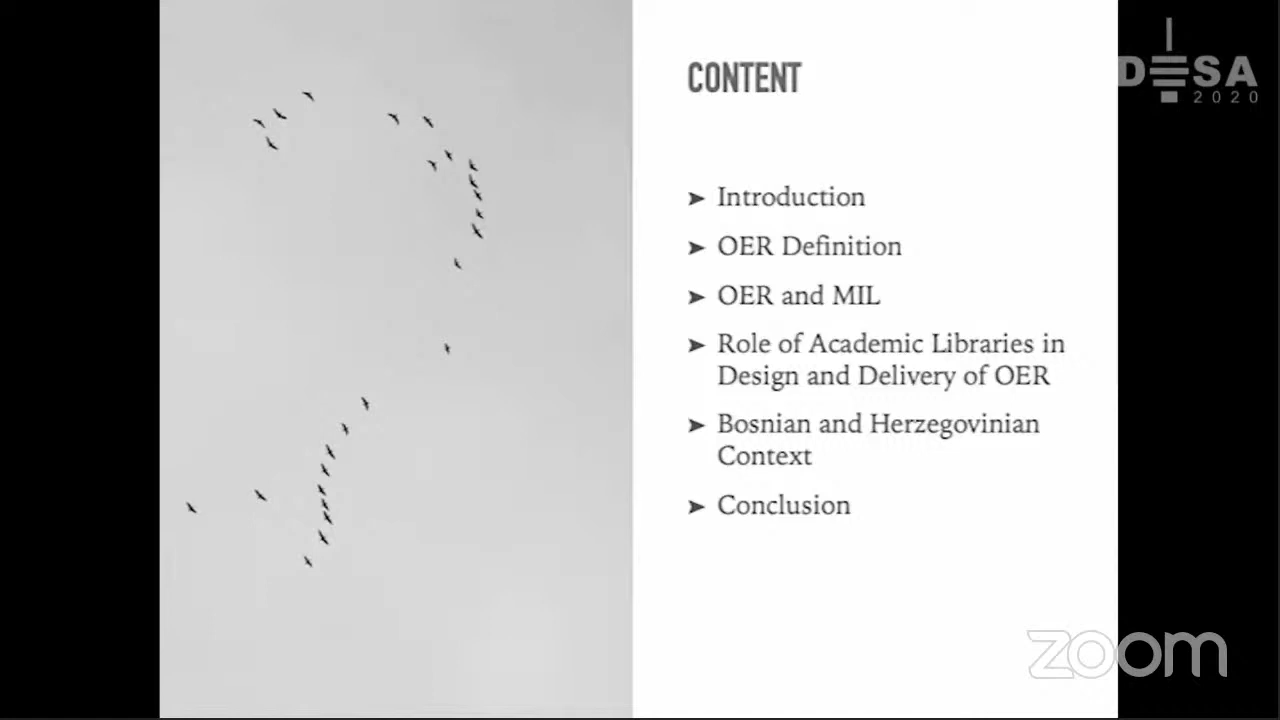 CONTENT
DESA
2020
➤ Introduction
➤ OER Definition
➤ OER and MIL
➤ Role of Academic Libraries in
Design and Delivery of OER
➤ Bosnian and Herzegovinian
Context
➤ Conclusion
zoom